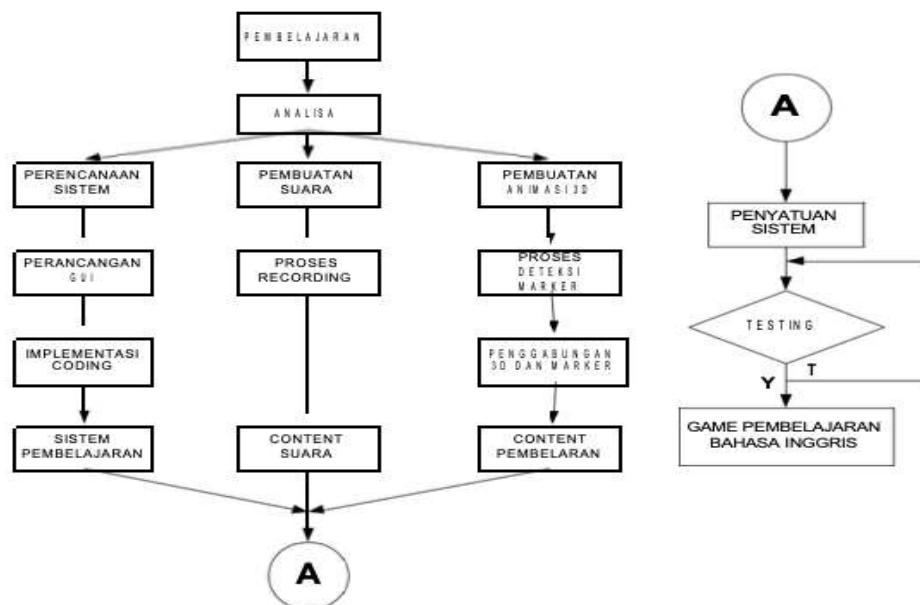 PEMBELAJARAN
ANALISA
PERENCANAAN
SISTEM
PEMBUATAN
SUARA
PEMBUATAN
ANIMASI 3D
PERANCANGAN
GUI
PROSES
RECORDING
PROSES
DETEKSI
MARKER
IMPLEMENTASI
CODING
PENGGABUNGAN
3D DAN MARKER
SISTEM
PEMBELAJARAN
CONTENT
SUARA
CONTENT
PEMBELARAN
A
A
PENYATUAN
SISTEM
TESTING
Y
T
GAME PEMBELAJARAN
BAHASA INGGRIS